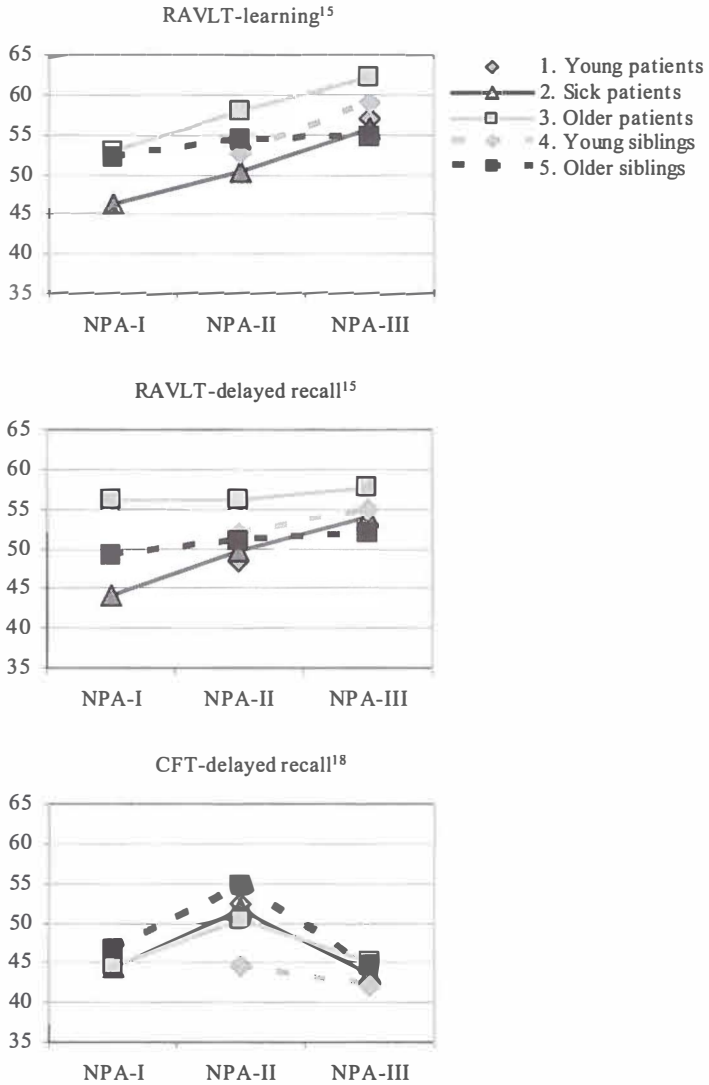 RAVLT-learning¹⁵
65
60
55
50
45
40
35
NPA-I NPA-II NPA-III
1. Young patients
2. Sick patients
3. Older patients
4. Young siblings
5. Older siblings
RAVLT-delayed recall¹⁵
65
60
55
50
45
40
35
NPA-I NPA-II NPA-III
CFT-delayed recall¹⁸
65
60
55
50
45
40
35
NPA-I NPA-II NPA-III